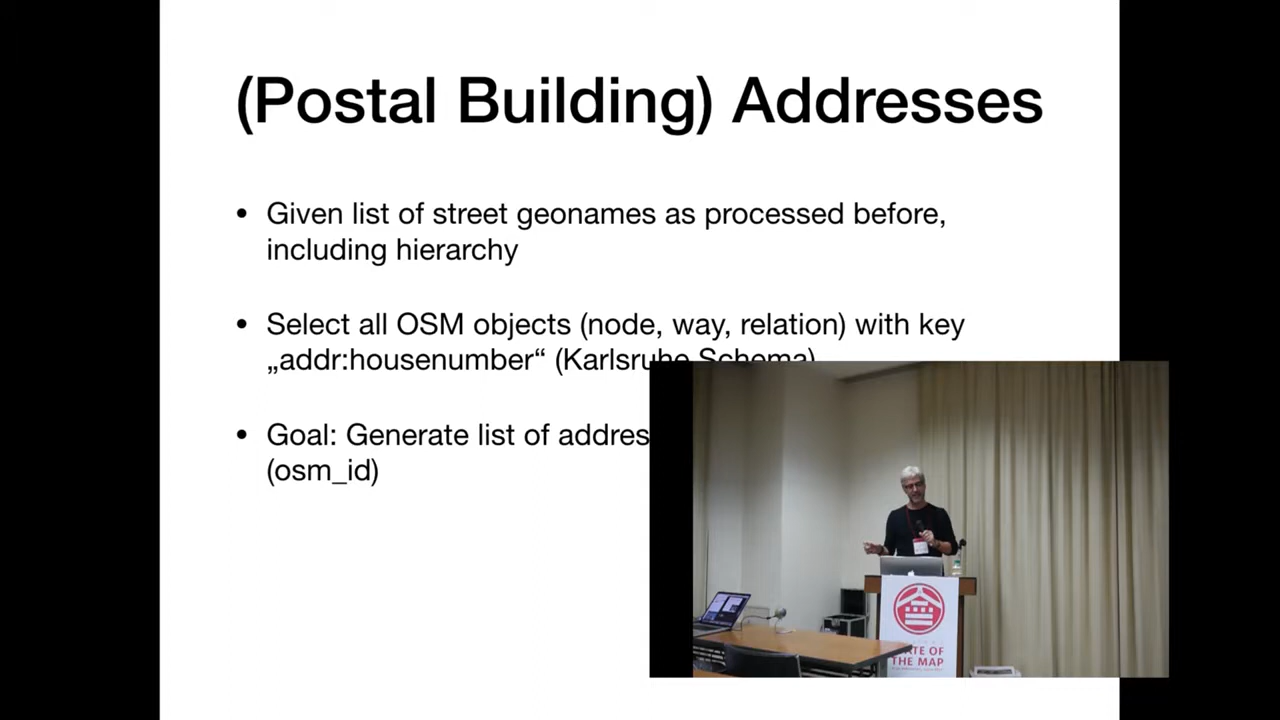 (Postal Building) Addresses
• Given list of street geonames as processed before,
including hierarchy
• Select all OSM objects (node, way, relation) with key
„addr:housenumber“ (Karlsruhe Schema)
• Goal: Generate list of addres
(osm_id)
STATE OF
THE MAP